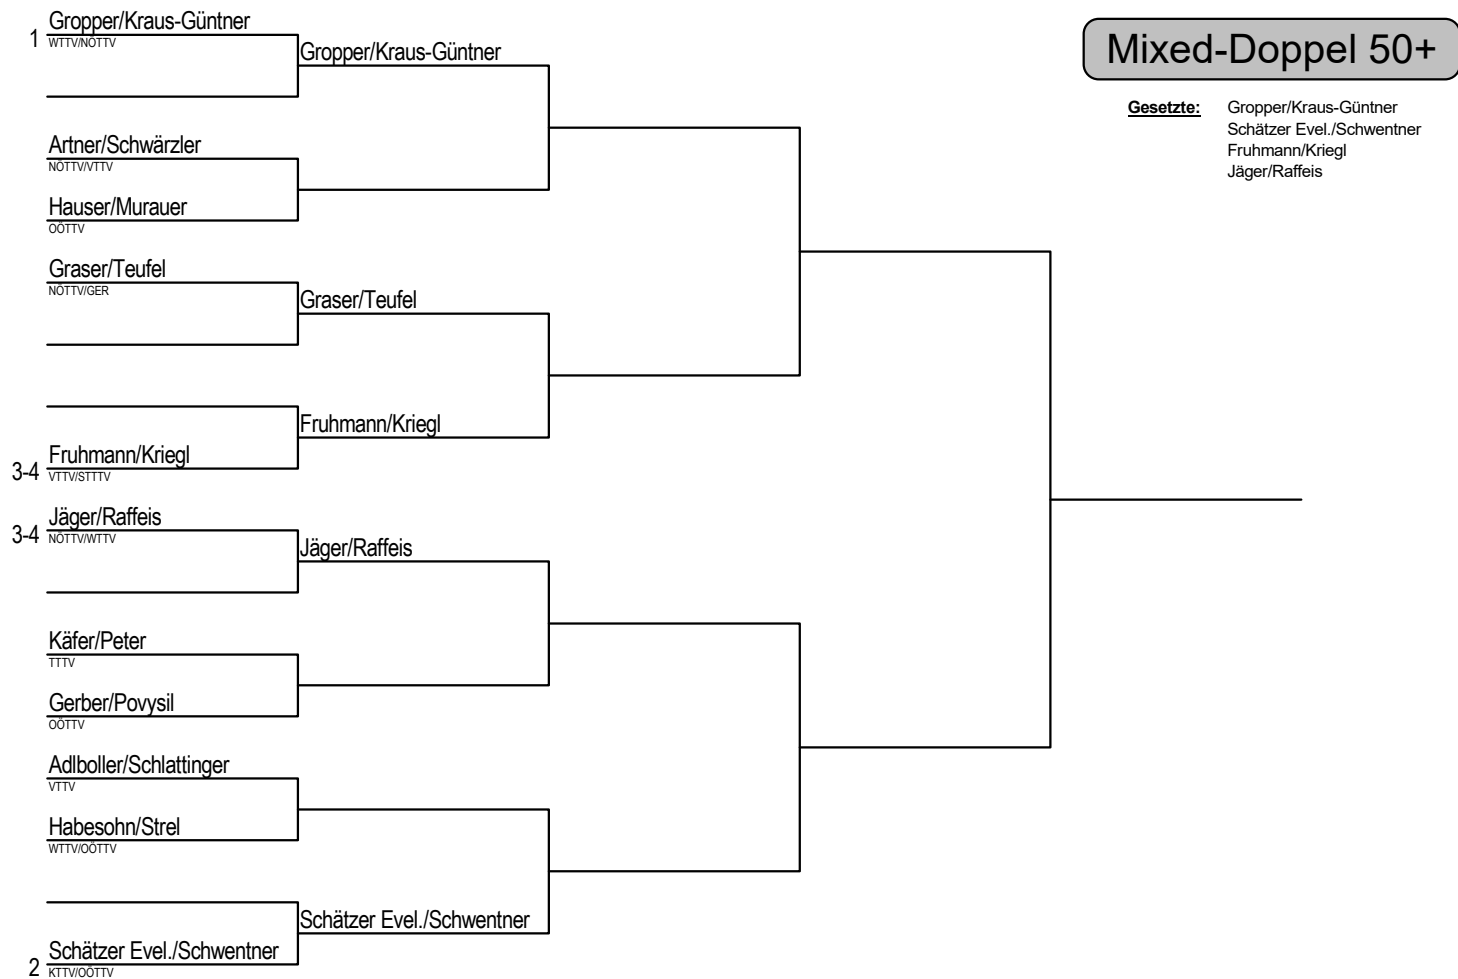 Mixed-Doppel 50+
Gesetzte: Gropper/Kraus-Güntner
Schätzer Evel./Schwentner
Fruhmann/Kriegl
Jäger/Raffeis
1 Gropper/Kraus-Güntner
WTTV/NÖTTV
Gropper/Kraus-Güntner
Artner/Schwärzler
NÖTTV/VTTV
Hauser/Murauer
OÖTTV
Graser/Teufel
NÖTTV/GER
Graser/Teufel
Fruhmann/Kriegl
3-4 Fruhmann/Kriegl
VTTV/STTTV
3-4 Jäger/Raffeis
NÖTTV/WTTV
Jäger/Raffeis
Käfer/Peter
TTTV
Gerber/Povysil
OÖTTV
Adlboller/Schlattinger
VTTV
Habesohn/Strel
WTTV/OÖTTV
Schätzer Evel./Schwentner
2 Schätzer Evel./Schwentner
KTTV/OÖTTV